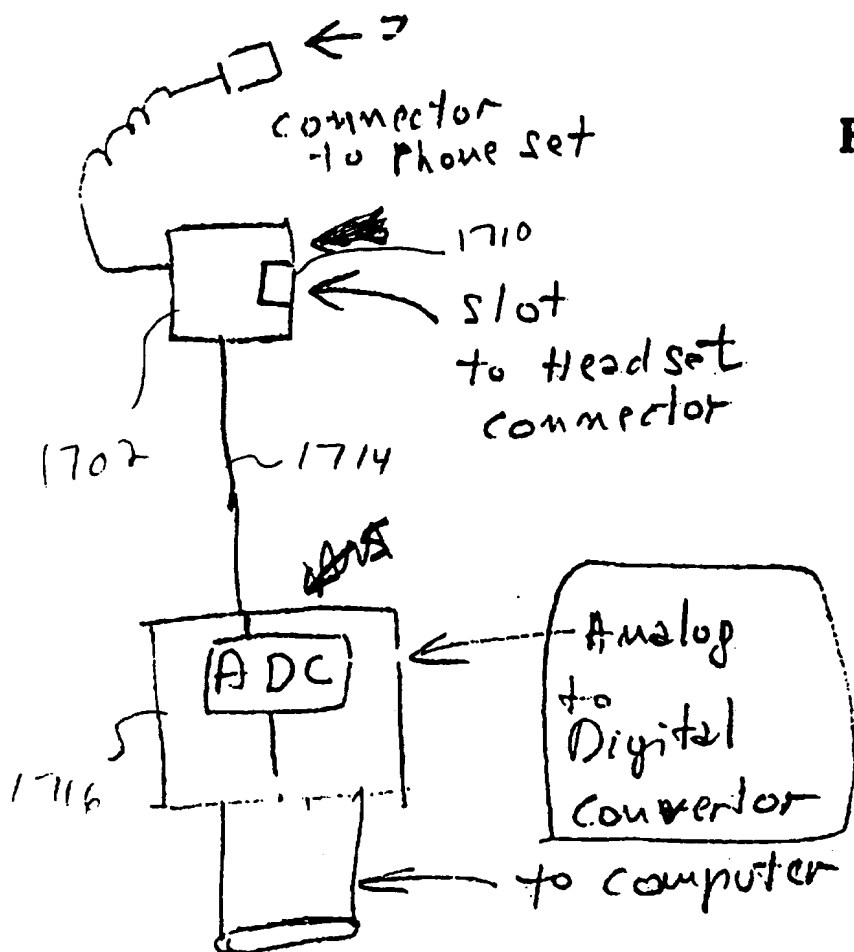 connector
to Phone set
1710
slot
to Headset
connector
1702
1714
ADC
Analog
to
Digital
Convertor
1716
to computer